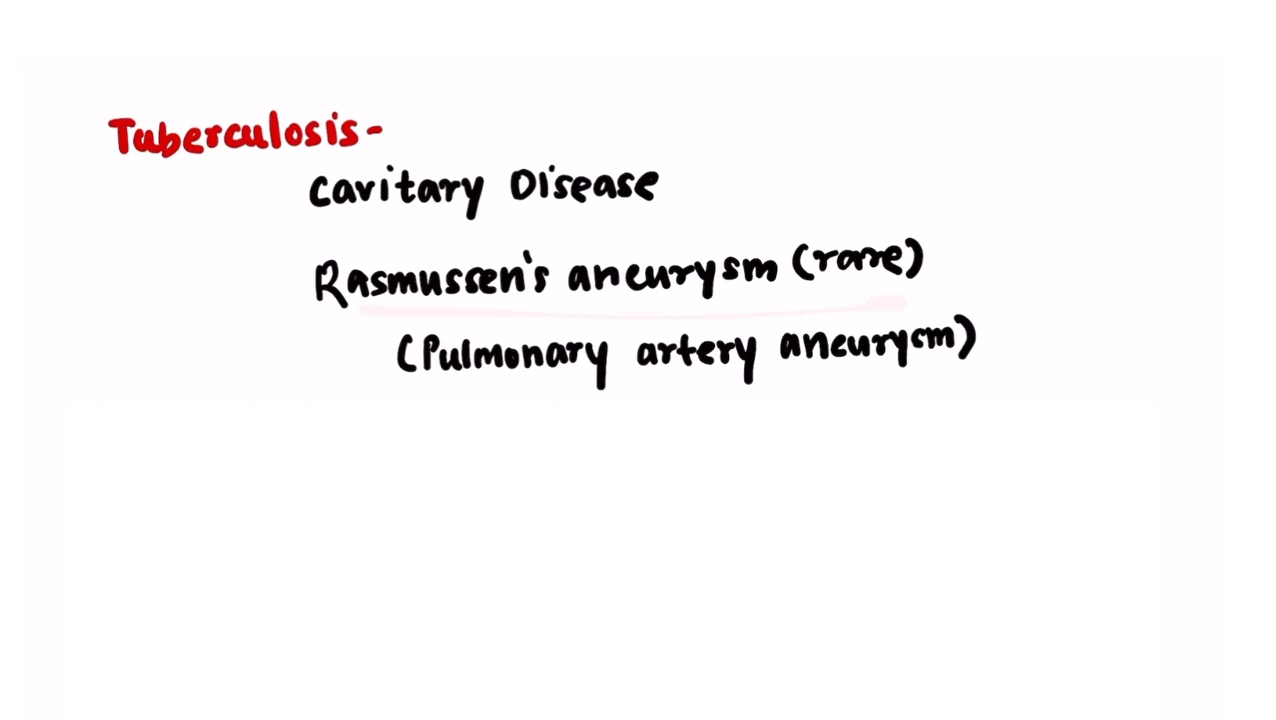 Tuberculosis-
Cavitary Disease
Rasmussen's aneurysm (rare)
(Pulmonary artery aneurysm)